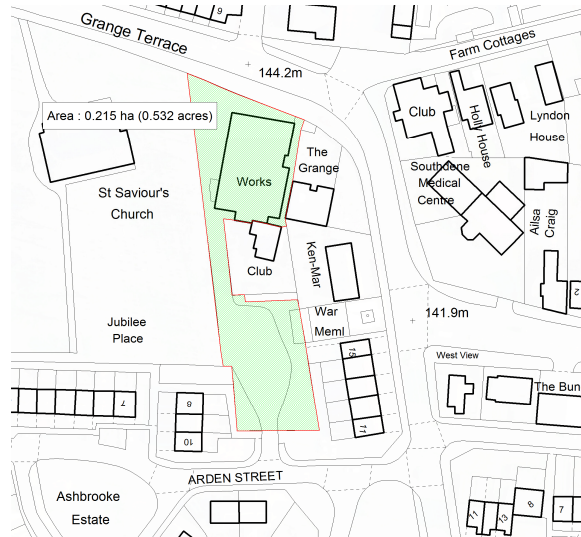 9
Grange Terrace
Farm Cottages
144.2m
Area : 0.215 ha (0.532 acres)
Club
Holly House
Lyndon
House
The
Grange
Works
Southdene
Medical
Centre
St Saviour's
Church
Ailsa
Craig
Club
Ken-Mar
2
War
Meml
141.9m
Jubilee
Place
15
West View
The Bun
7
8
10
11
ARDEN STREET
Ashbrooke
Estate
11
13
8
7